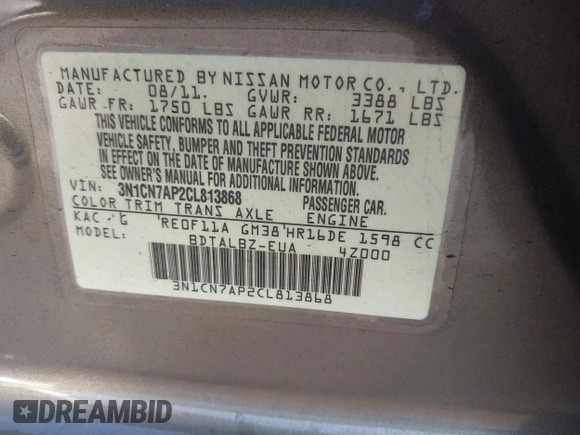 MANUFACTURED BY NISSAN MOTOR CO., LTD.
DATE: 08/11. GVWR: 3388 LBS
GAWR FR: 1750 LBS GAWR RR: 1671 LBS
THIS VEHICLE CONFORMS TO ALL APPLICABLE FEDERAL MOTOR
VEHICLE SAFETY, BUMPER AND THEFT PREVENTION STANDARDS
IN EFFECT ON THE DATE OF MANUFACTURE SHOWN ABOVE.
SEE OWNER'S MANUAL FOR ADDITIONAL INFORMATION.
VIN: 3N1CN7AP2CL813868 PASSENGER CAR.
COLOR TRIM TRANS AXLE ENGINE
KAC G RE0F11A GM38 HR16DE 1598 CC
MODEL: BDTALBZ-EUA 4Z000
3N1CN7AP2CL813868
DREAMBID